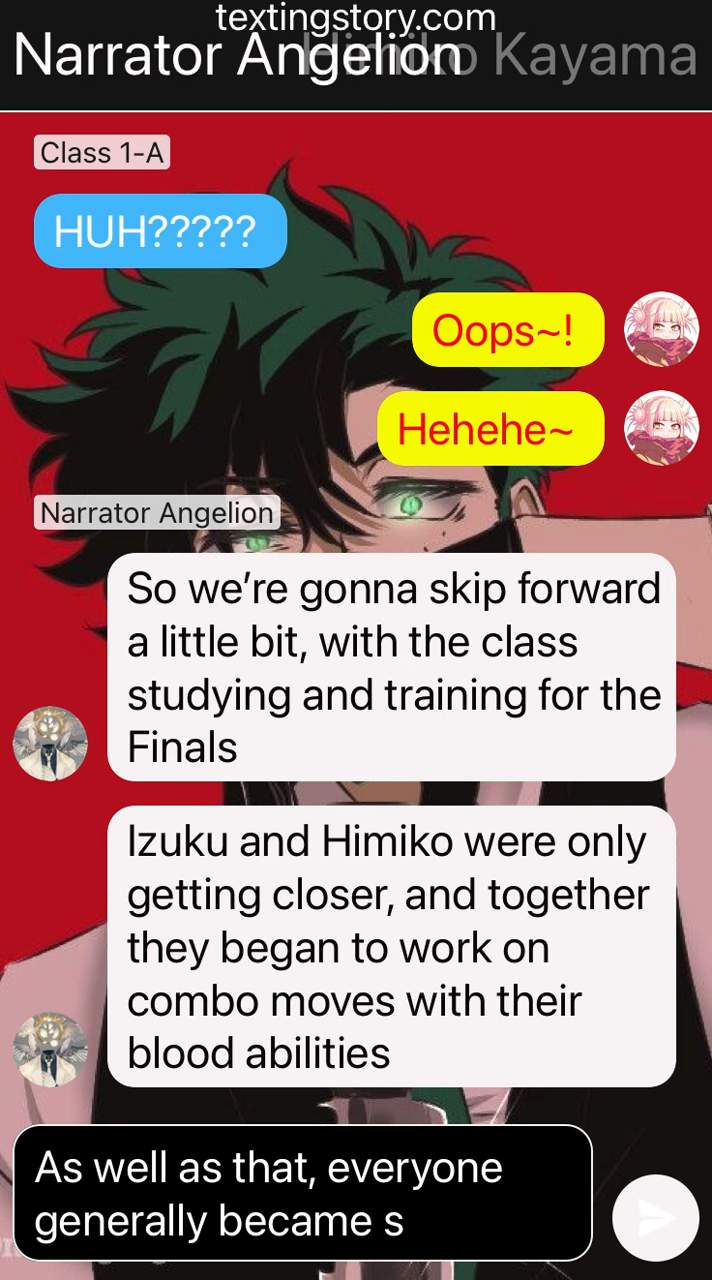 textingstory.com
Narrator Angelion
Himiko Kayama
Class 1-A
HUH?????
Oops~!
Hehehe~
Narrator Angelion
So we’re gonna skip forward
a little bit, with the class
studying and training for the
Finals
Izuku and Himiko were only
getting closer, and together
they began to work on
combo moves with their
blood abilities
As well as that, everyone
generally became s